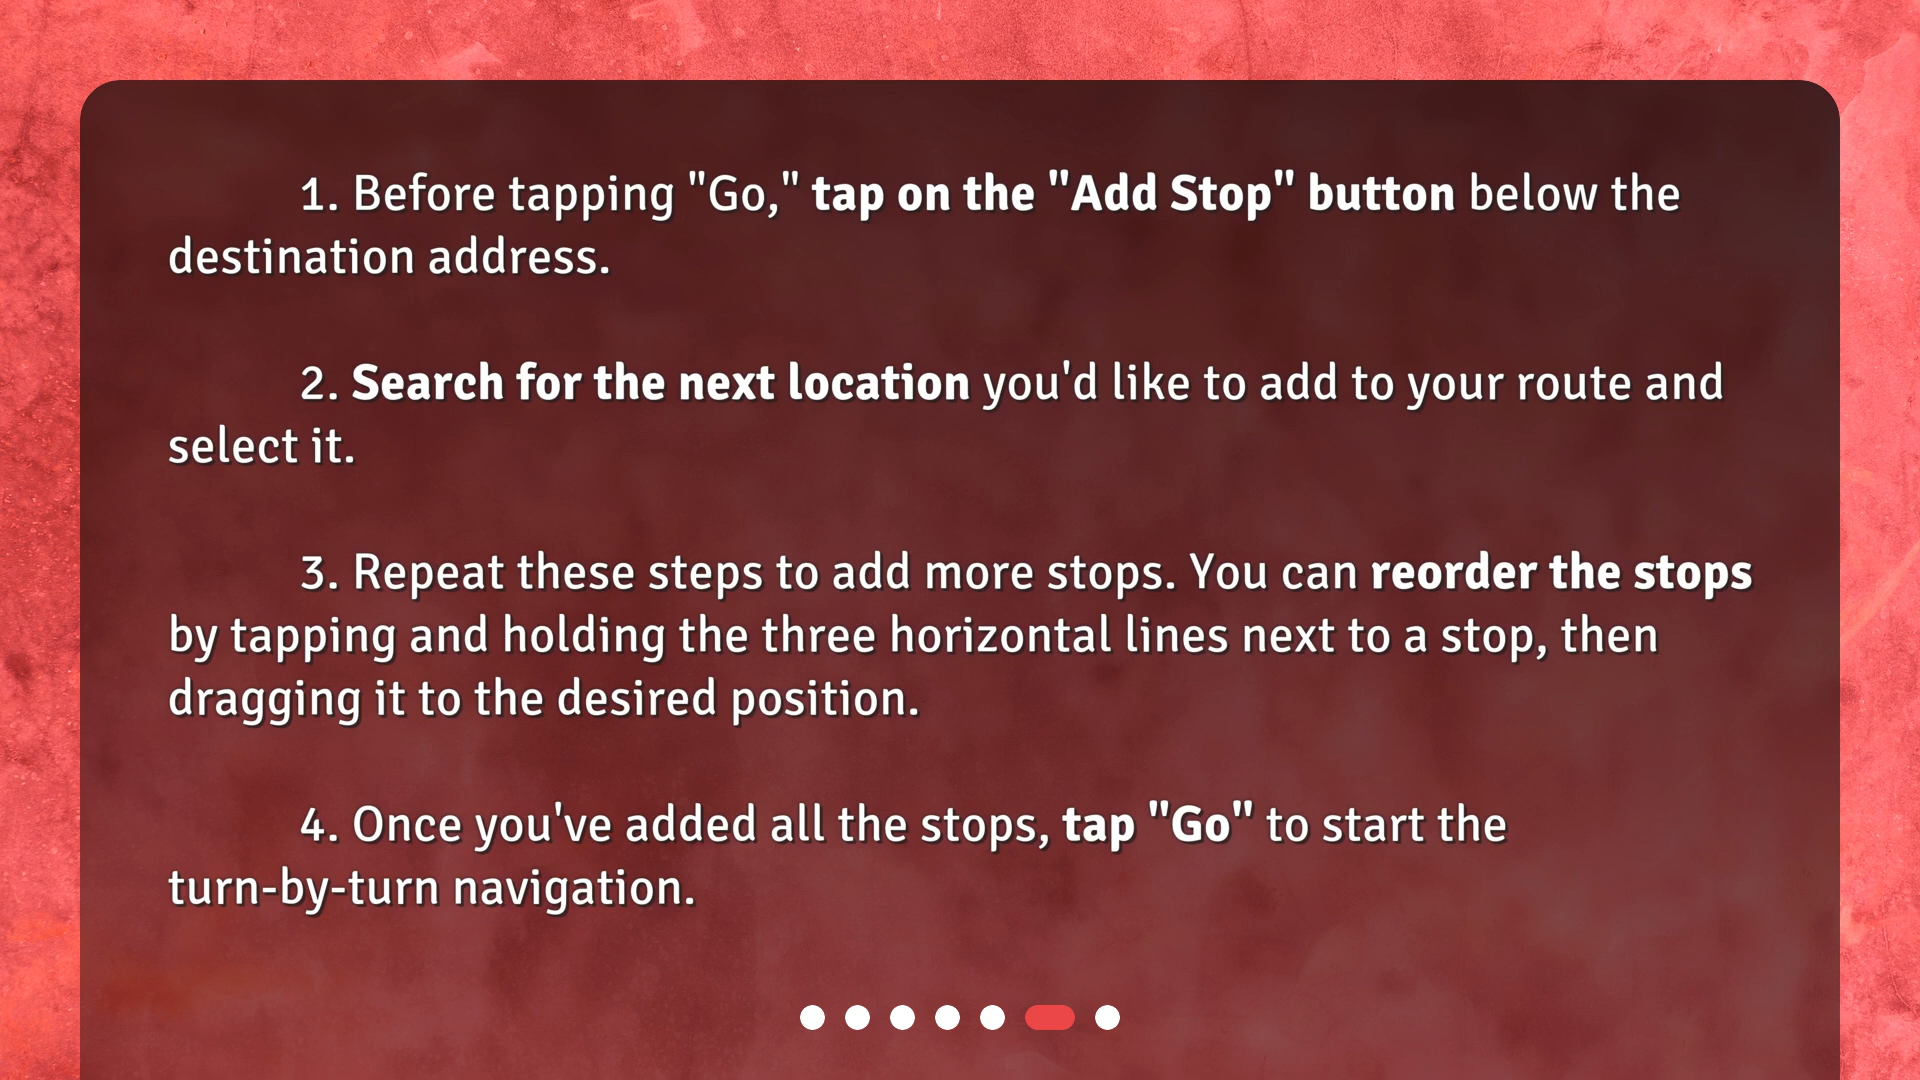 1. Before tapping "Go," tap on the "Add Stop" button below the
destination address.
2. Search for the next location you'd like to add to your route and
select it.
3. Repeat these steps to add more stops. You can reorder the stops
by tapping and holding the three horizontal lines next to a stop, then
dragging it to the desired position.
4. Once you've added all the stops, tap "Go" to start the
turn-by-turn navigation.